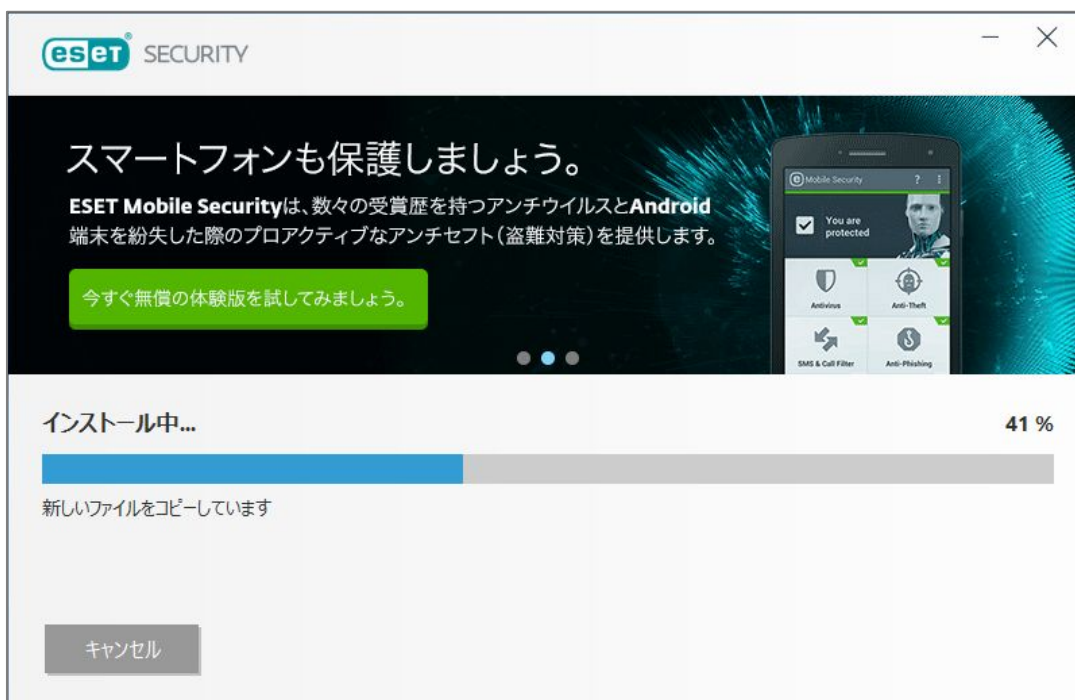 eset SECURITY
スマートフォンも保護しましょう。
ESET Mobile Securityは、数々の受賞歴を持つアンチウイルスとAndroid
端末を紛失した際のプロアクティブなアンチセフト(盗難対策)を提供します。
今すぐ無償の体験版を試してみましょう。
Mobile Security ?
You are
protected
Antivirus Anti-Theft
SMS & Call Filter Anti-Phishing
インストール中... 41 %
新しいファイルをコピーしています
キャンセル